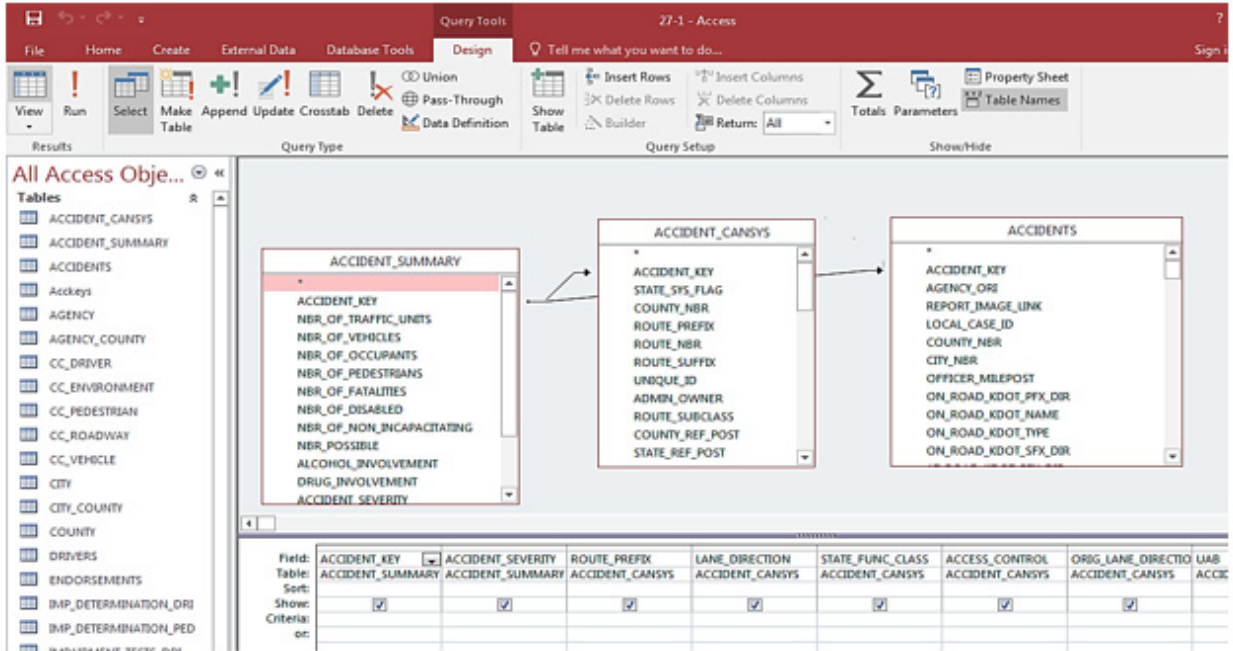 Query Tools
27-1 - Access
?
File Home Create External Data Database Tools Design Tell me what you want to do... Sign i
View
Run
Select
Make
Table
Append
Update
Crosstab
Delete
Union
Pass-Through
Data Definition
Show
Table
Insert Rows
Delete Rows
Builder
Insert Columns
Delete Columns
Return: All
Totals
Parameters
Property Sheet
Table Names
Results Query Type Query Setup Show/Hide
All Access Obje...
Tables
ACCIDENT_CANSYS
ACCIDENT_SUMMARY
ACCIDENTS
Acckeys
AGENCY
AGENCY_COUNTY
CC_DRIVER
CC_ENVIRONMENT
CC_PEDESTRIAN
CC_ROADWAY
CC_VEHICLE
CITY
CITY_COUNTY
COUNTY
DRIVERS
ENDORSEMENTS
IMP_DETERMINATION_DRI
IMP_DETERMINATION_PED
ACCIDENT_SUMMARY
*
ACCIDENT_KEY
NBR_OF_TRAFFIC_UNITS
NBR_OF_VEHICLES
NBR_OF_OCCUPANTS
NBR_OF_PEDESTRIANS
NBR_OF_FATALITIES
NBR_OF_DISABLED
NBR_OF_NON_INCAPACITATING
NBR_POSSIBLE
ALCOHOL_INVOLVEMENT
DRUG_INVOLVEMENT
ACCIDENT_SEVERITY
ACCIDENT_CANSYS
*
ACCIDENT_KEY
STATE_SYS_FLAG
COUNTY_NBR
ROUTE_PREFIX
ROUTE_NBR
ROUTE_SUFFIX
UNIQUE_ID
ADMIN_OWNER
ROUTE_SUBCLASS
COUNTY_REF_POST
STATE_REF_POST
ACCIDENTS
*
ACCIDENT_KEY
AGENCY_ORI
REPORT_IMAGE_LINK
LOCAL_CASE_ID
COUNTY_NBR
CITY_NBR
OFFICER_MILEPOST
ON_ROAD_KDOT_PFX_DIR
ON_ROAD_KDOT_NAME
ON_ROAD_KDOT_TYPE
ON_ROAD_KDOT_SFX_DIR
Field: ACCIDENT_KEY ACCIDENT_SEVERITY ROUTE_PREFIX LANE_DIRECTION STATE_FUNC_CLASS ACCESS_CONTROL ORIG_LANE_DIRECTIO UAB
Table: ACCIDENT_SUMMARY ACCIDENT_SUMMARY ACCIDENT_CANSYS ACCIDENT_CANSYS ACCIDENT_CANSYS ACCIDENT_CANSYS ACCIDENT_CANSYS ACCID
Sort:
Show:
Criteria:
or: